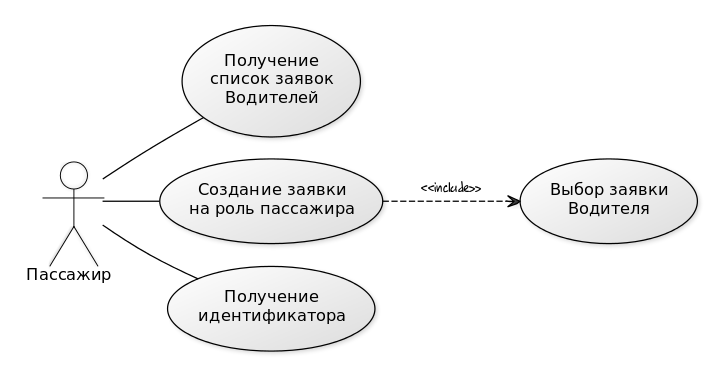 Получение
список заявок
Водителей
Создание заявки
на роль пассажира
<<include>>
Выбор заявки
Водителя
Пассажир
Получение
идентификатора